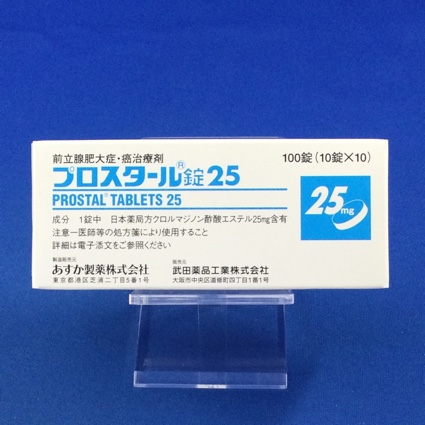 前立腺肥大症・癌治療剤
100錠(10錠×10)
プロスタール®錠25
PROSTAL® TABLETS 25
25mg
成分 1錠中 日本薬局方クロルマジノン酢酸エステル25mg含有
注意―医師等の処方箋により使用すること
詳細は電子添文をご参照ください
製造販売元
あすか製薬株式会社
東京都港区芝浦二丁目5番1号
販売元
武田薬品工業株式会社
大阪市中央区道修町四丁目1番1号